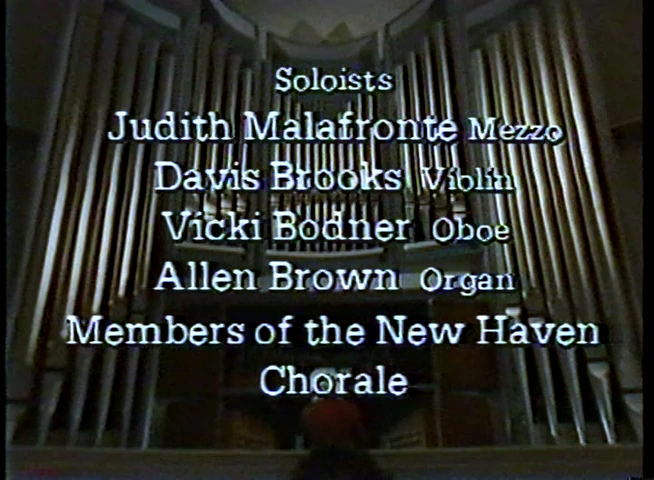 Soloists
Judith Malafronte Mezzo
Davis Brooks Violin
Vicki Bodner Oboe
Allen Brown Organ
Members of the New Haven
Chorale